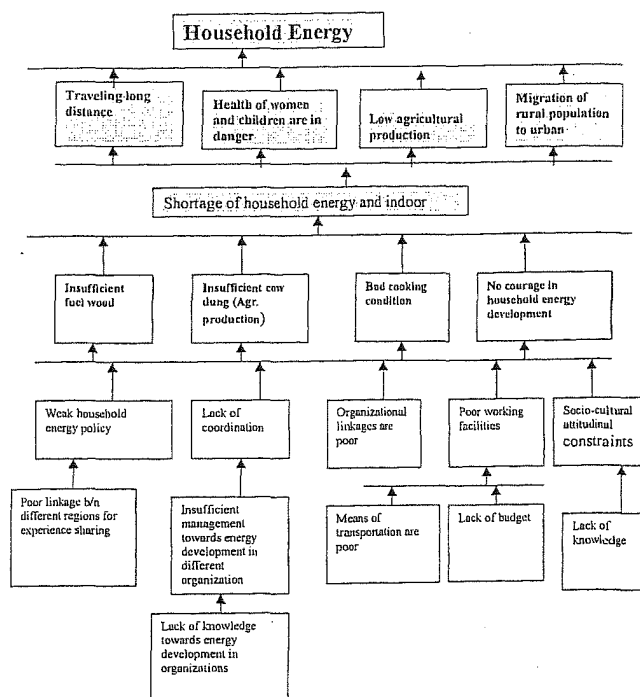 Household Energy
Traveling long
distance
Health of women
and children are in
danger
Low agricultural
production
Migration of
rural population
to urban
Shortage of household energy and indoor
Insufficient
fuel wood
Insufficient cow
dung (Agr.
production)
Bad cooking
condition
No courage in
household energy
development
Weak household
energy policy
Lack of
coordination
Organizational
linkages are
poor
Poor working
facilities
Socio-cultural
attitudinal
constraints
Poor linkage b/n
different regions for
experience sharing
Insufficient
management
towards energy
development in
different
organization
Means of
transportation are
poor
Lack of budget
Lack of
knowledge
Lack of knowledge
towards energy
development in
organizations